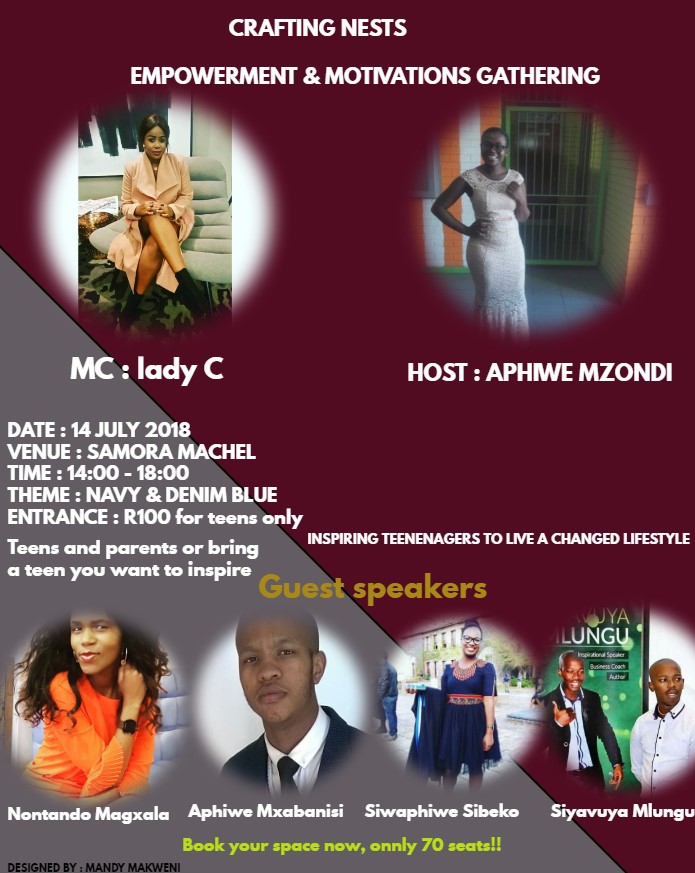 CRAFTING NESTS
EMPOWERMENT & MOTIVATIONS GATHERING
MC : lady C
HOST : APHIWE MZONDI
DATE : 14 JULY 2018
VENUE : SAMORA MACHEL
TIME : 14:00 - 18:00
THEME : NAVY & DENIM BLUE
ENTRANCE : R100 for teens only
Teens and parents or bring
a teen you want to inspire
INSPIRING TEENENAGERS TO LIVE A CHANGED LIFESTYLE
Guest speakers
AVUYA
MLUNGU
Inspirational Speaker
Business Coach
Author
Nontando Magxala
Aphiwe Mxabanisi
Siwaphiwe Sibeko
Siyavuya Mlungu
Book your space now, onnly 70 seats!!
DESIGNED BY : MANDY MAKWENI